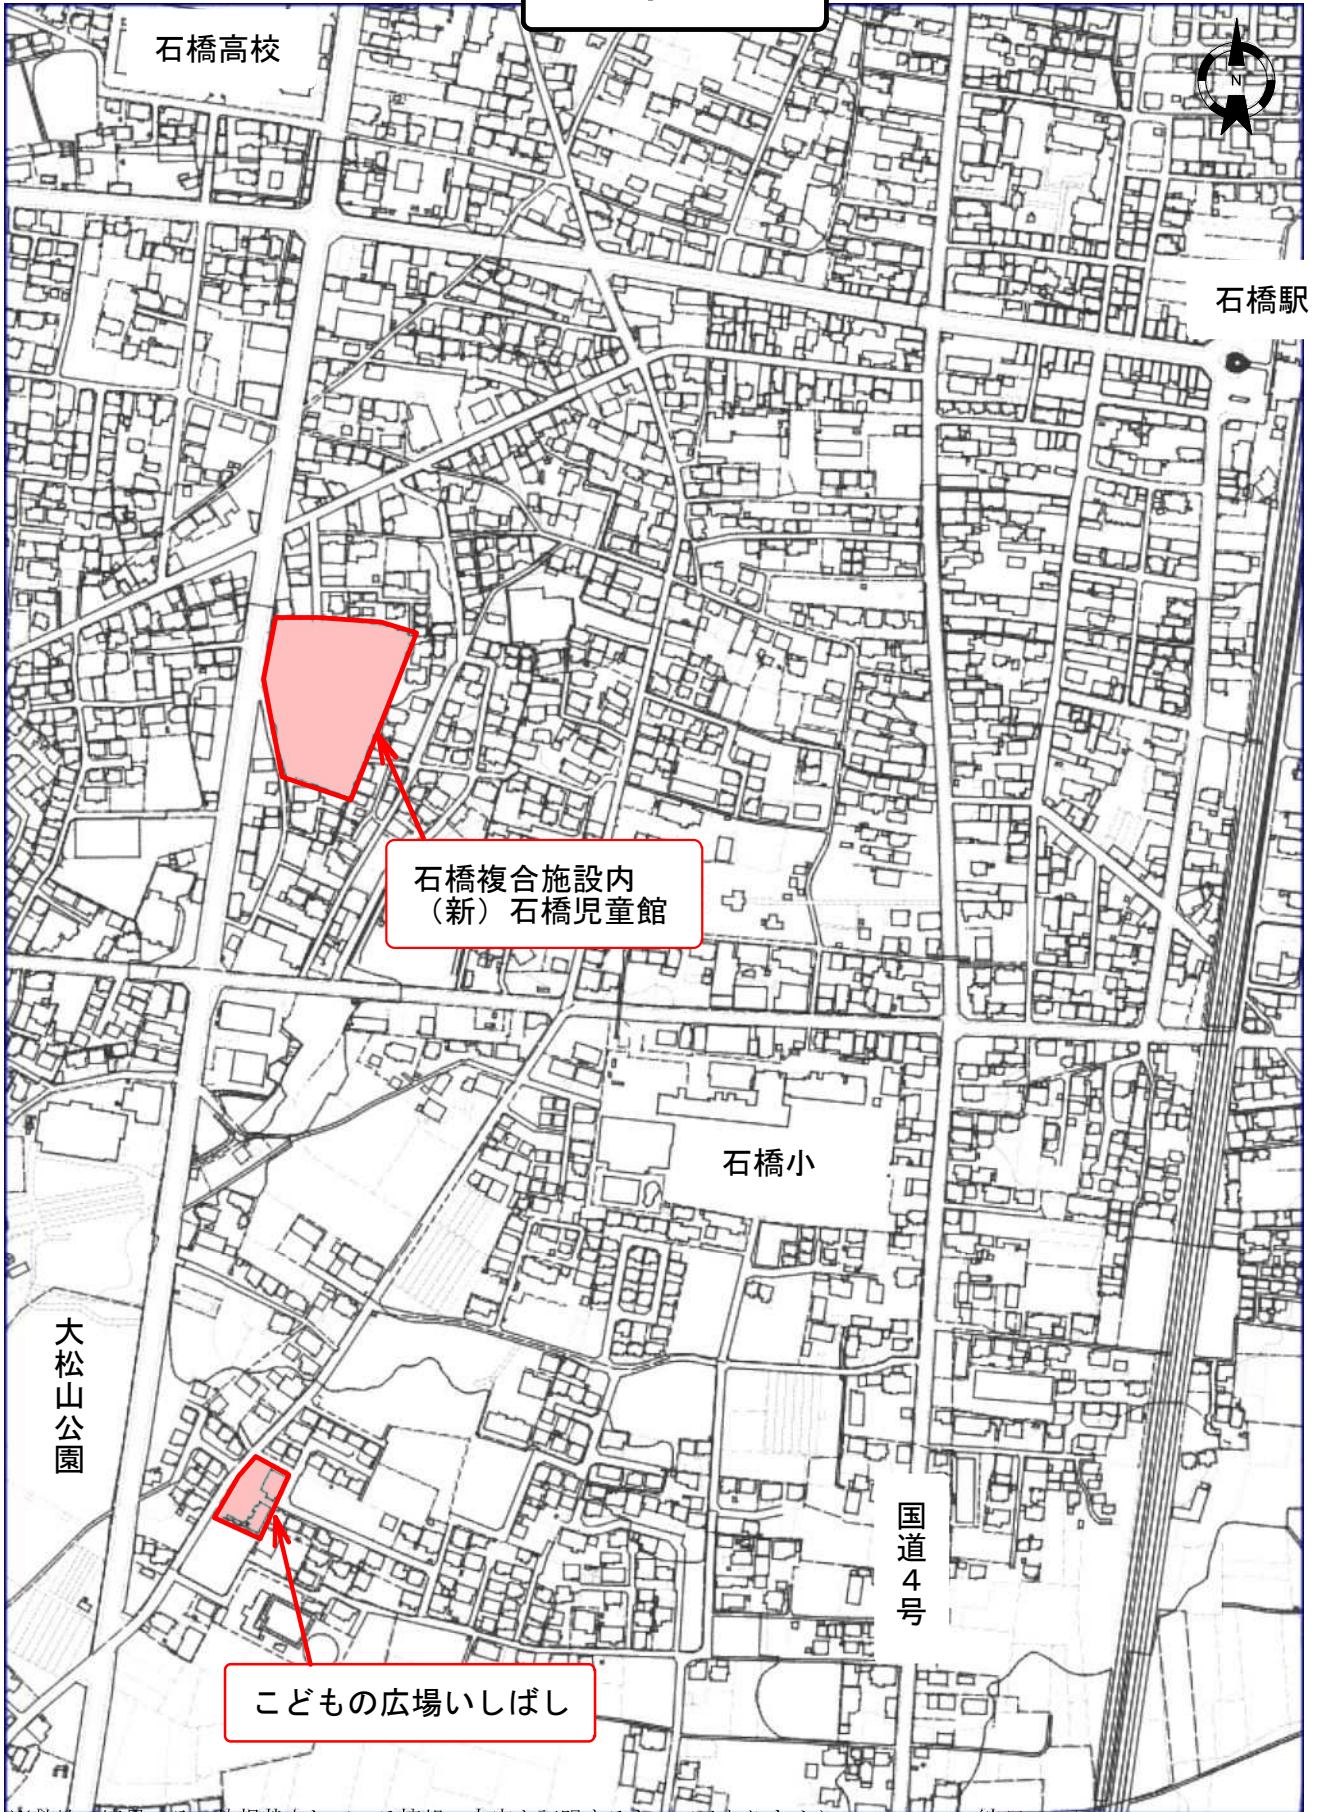 石橋高校
N
石橋駅
石橋複合施設内
（新）石橋児童館
石橋小
大松山公園
国道４号
こどもの広場いしばし